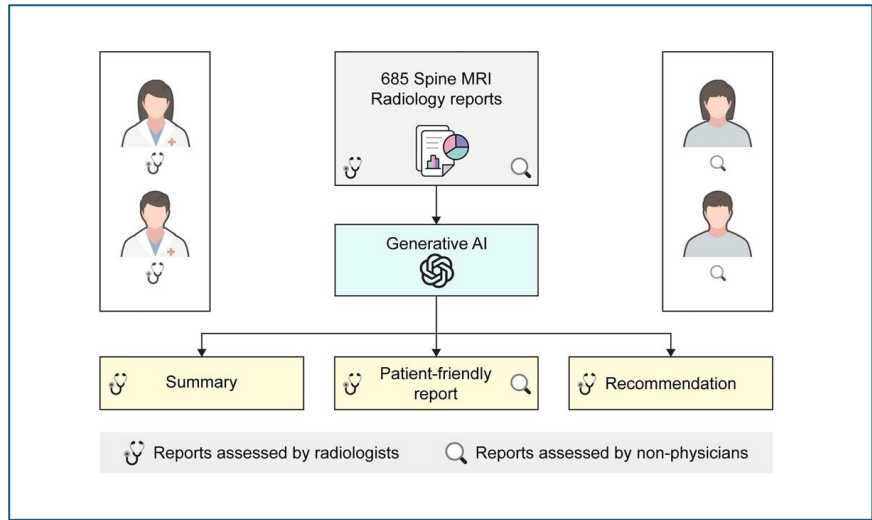 685 Spine MRI
Radiology reports
Generative AI
Summary
Patient-friendly
report
Recommendation
Reports assessed by radiologists
Reports assessed by non-physicians